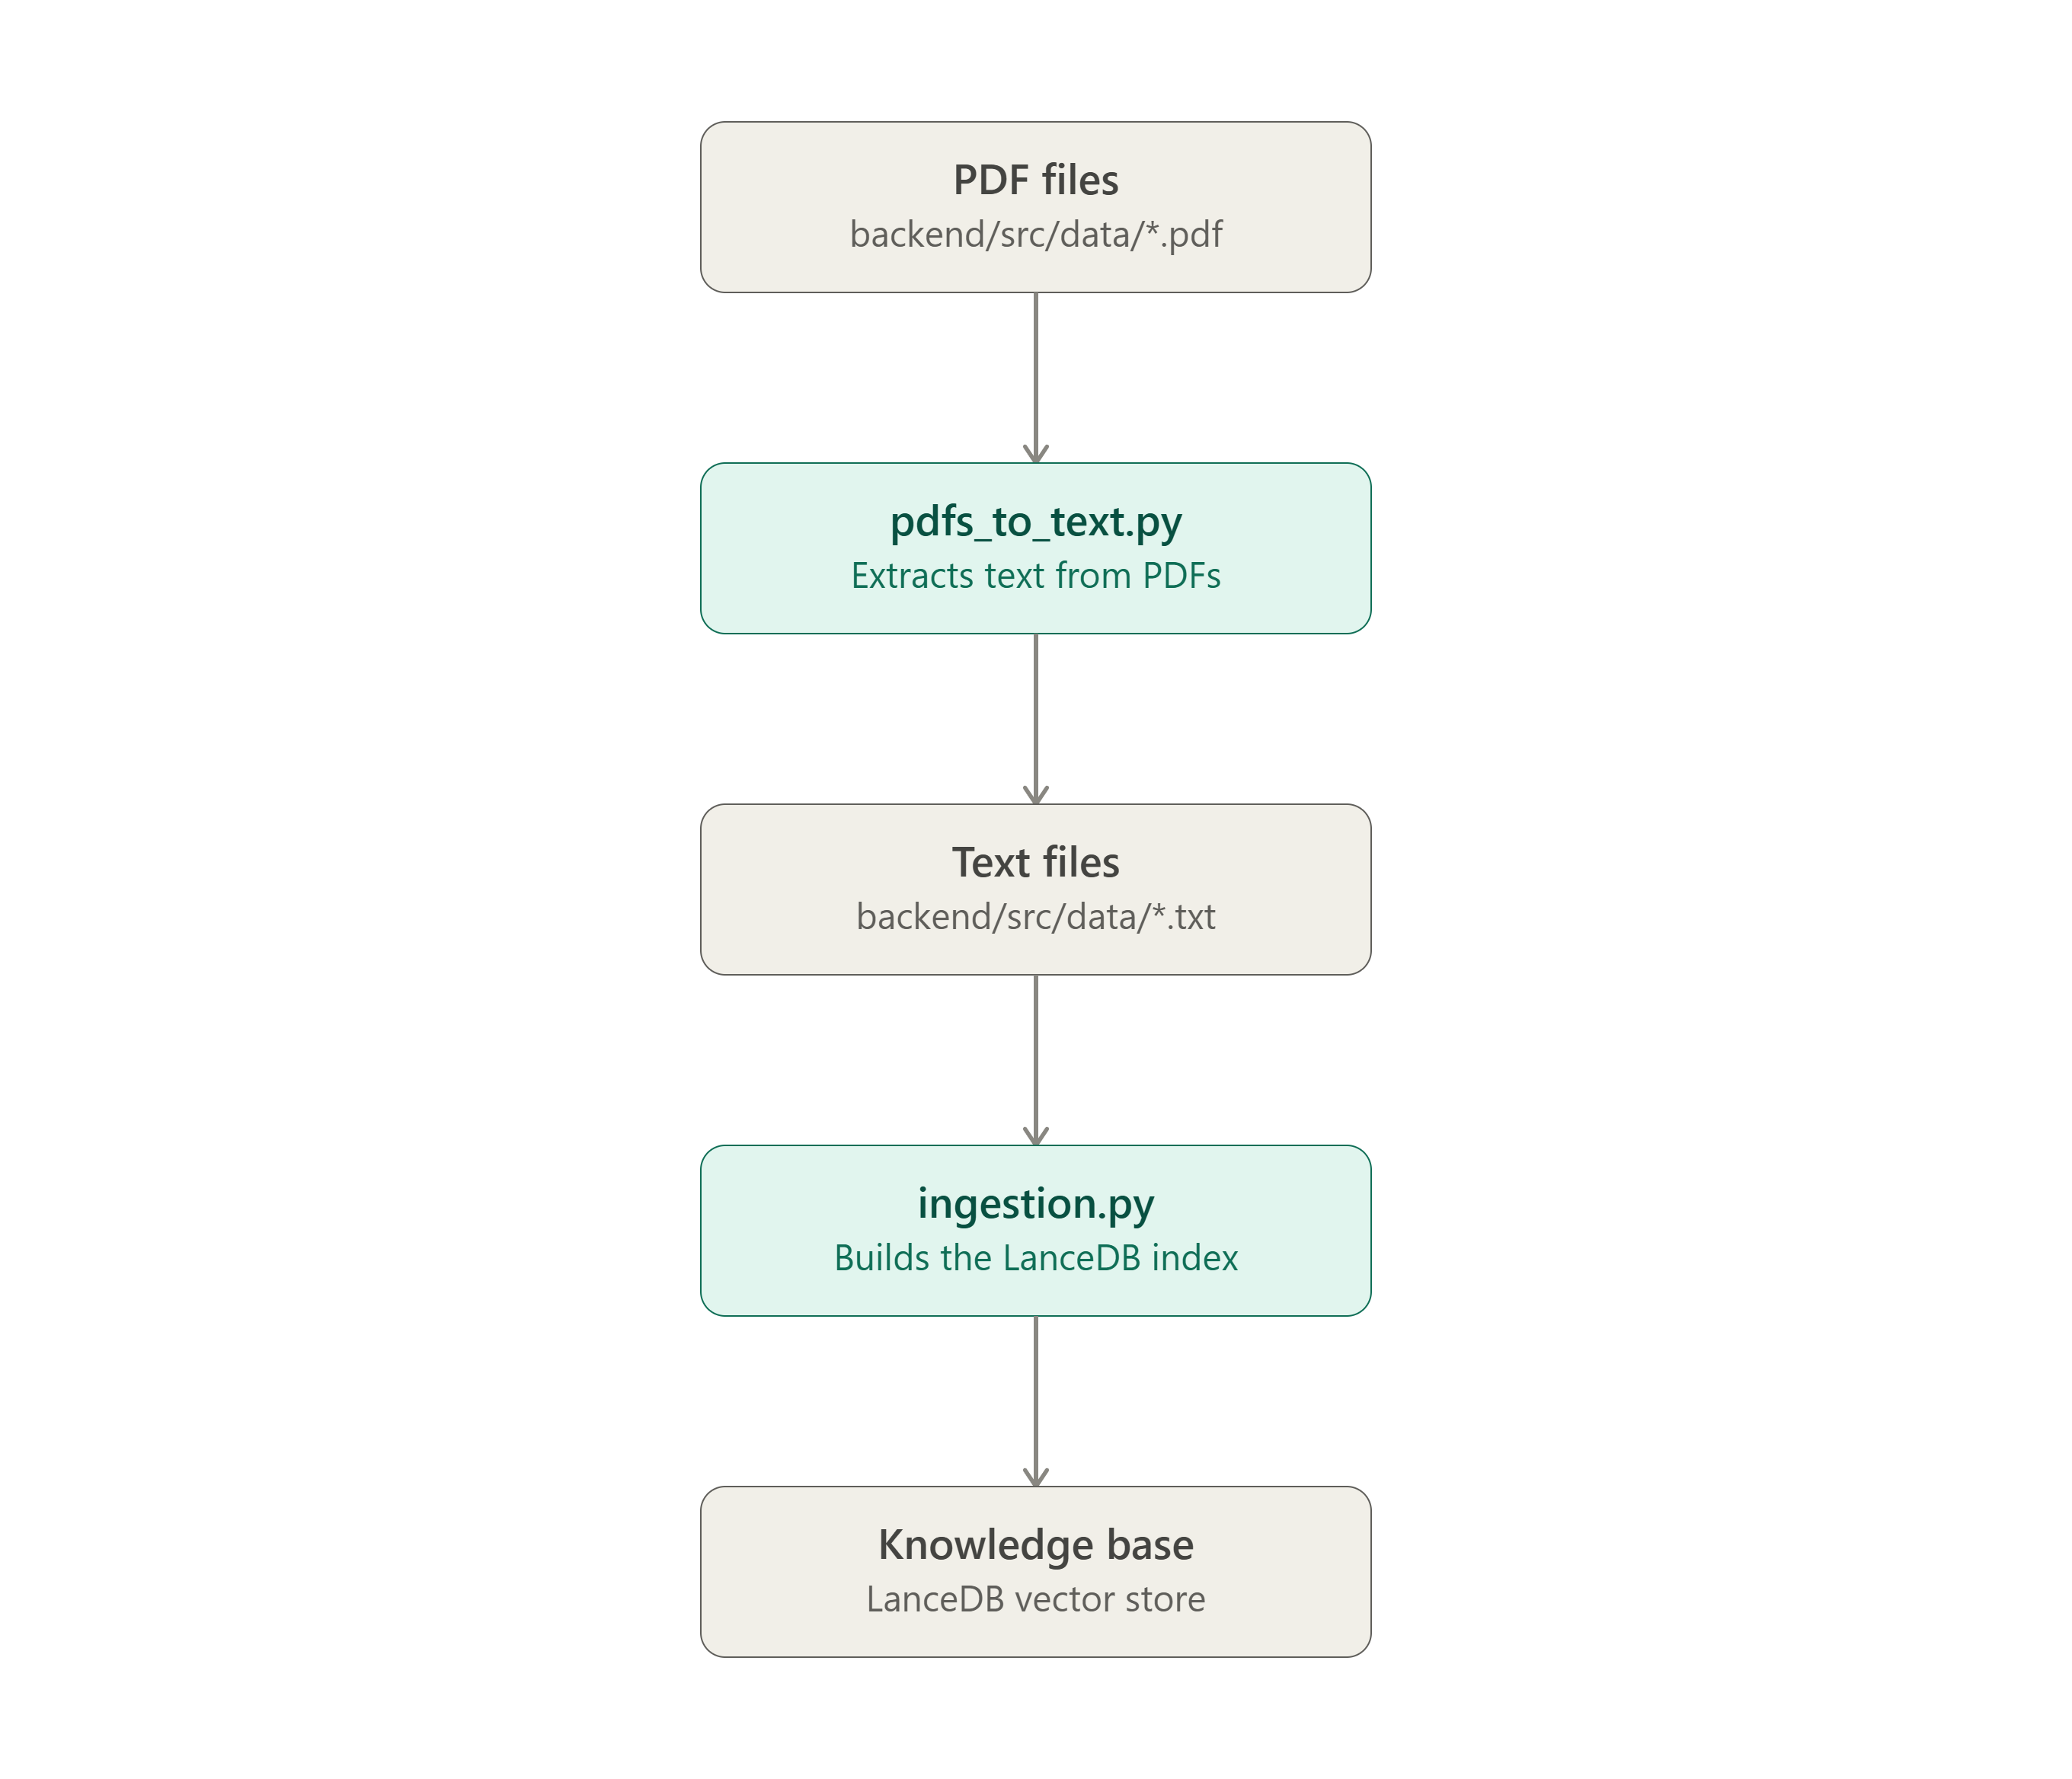 PDF files
backend/src/data/*.pdf
pdfs_to_text.py
Extracts text from PDFs
Text files
backend/src/data/*.txt
ingestion.py
Builds the LanceDB index
Knowledge base
LanceDB vector store